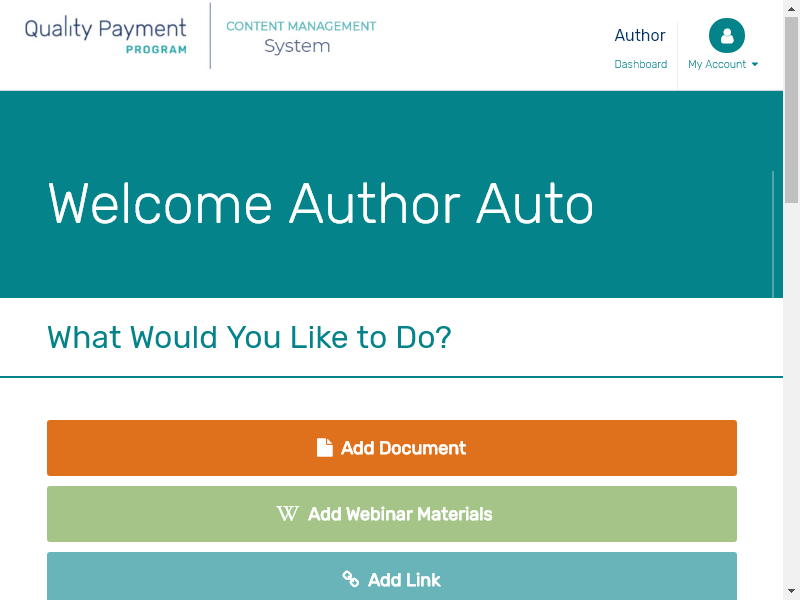 Quality Payment
PROGRAM
CONTENT MANAGEMENT
System
Author
Dashboard
My Account
Welcome Author Auto
What Would You Like to Do?
Add Document
Add Webinar Materials
Add Link